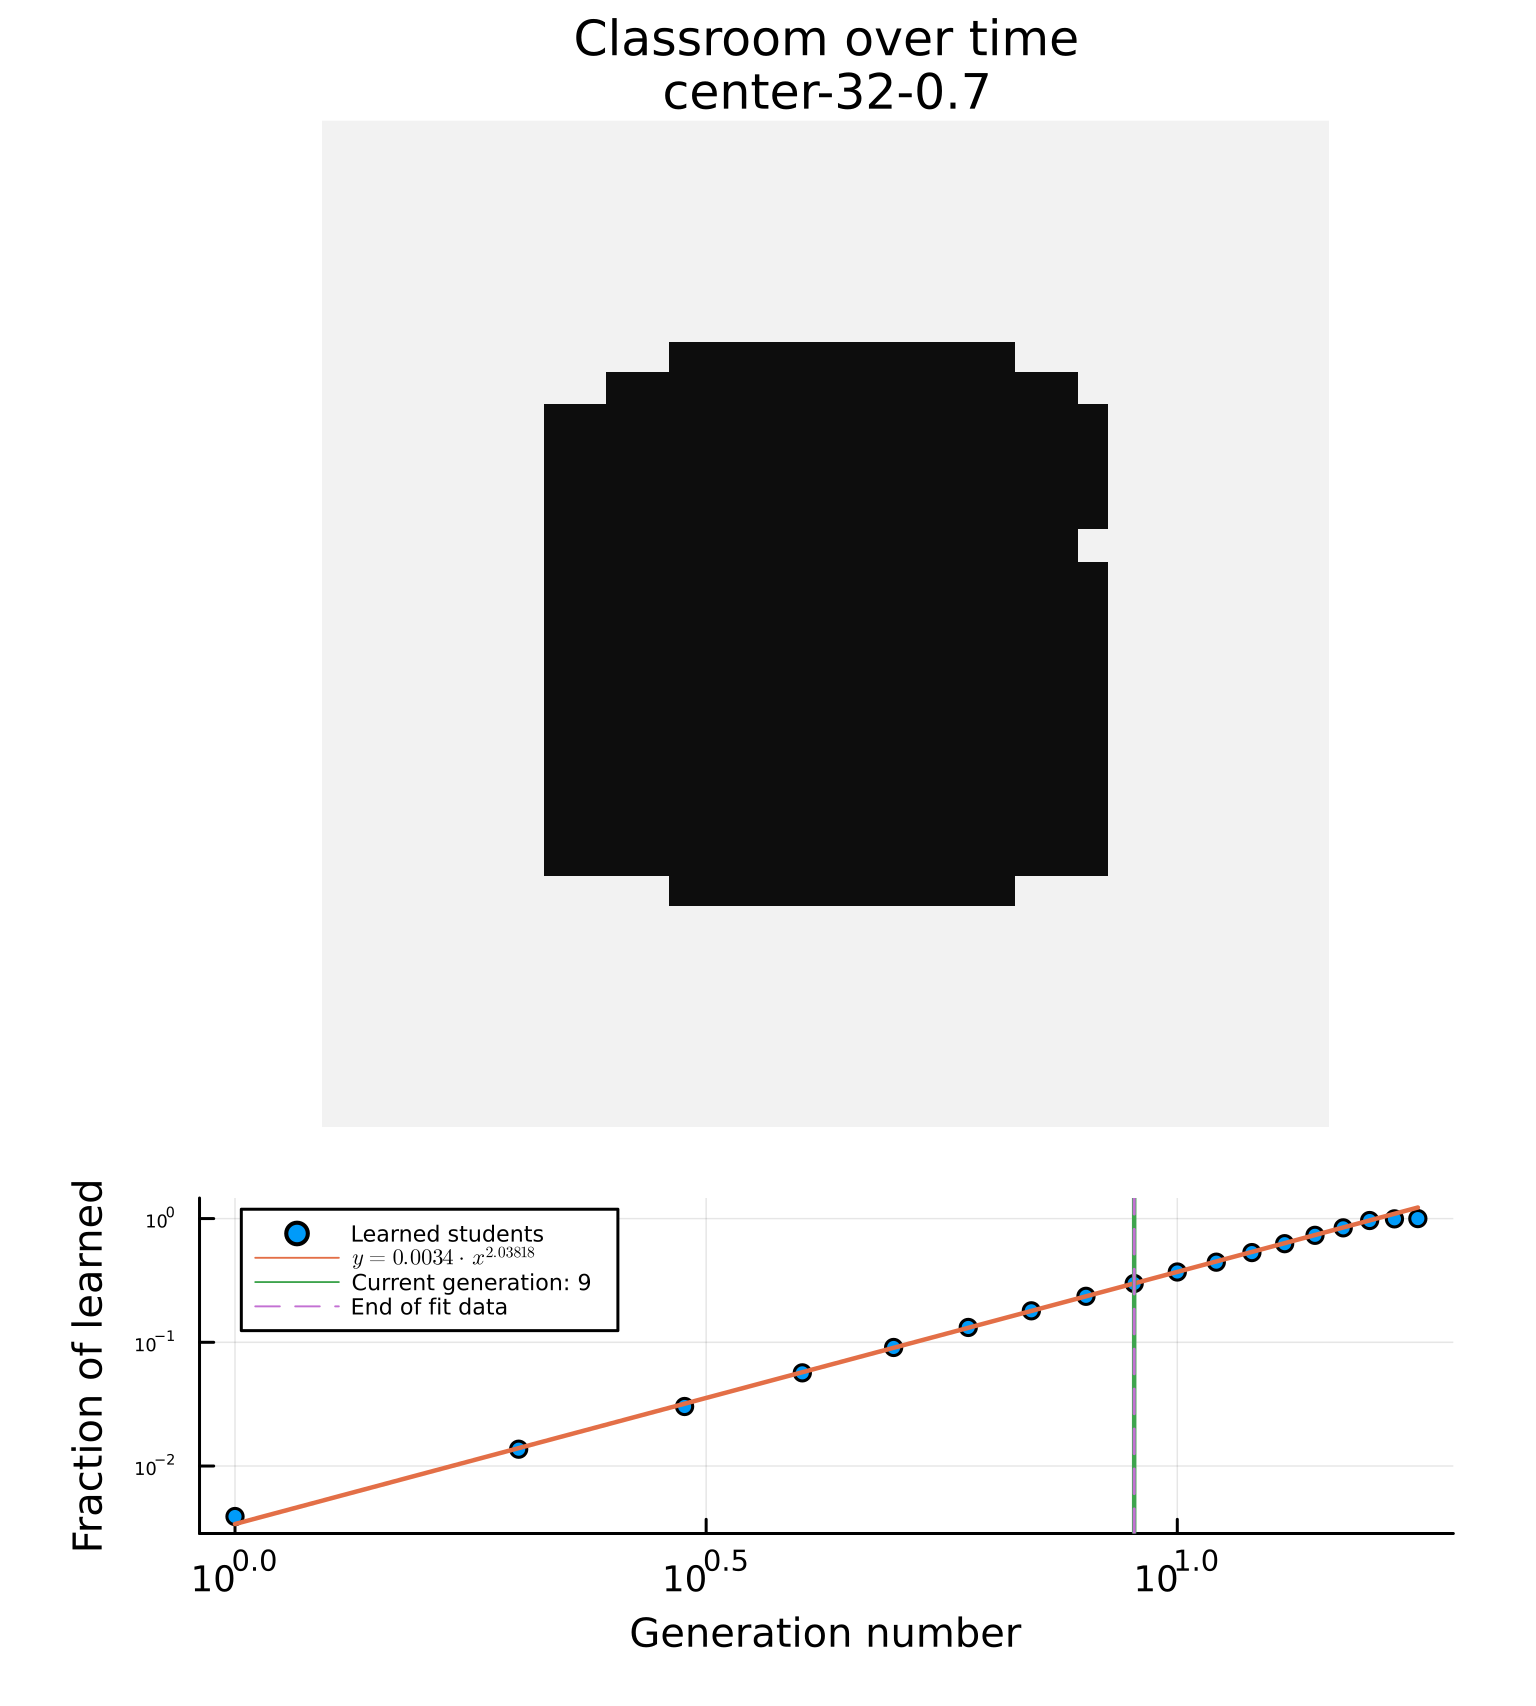 Classroom over time
center-32-0.7
Fraction of learned
10^0
10^-1
10^-2
Learned students
y = 0.0034 · x^2.03818
Current generation: 9
End of fit data
10^0.0 10^0.5 10^1.0
Generation number